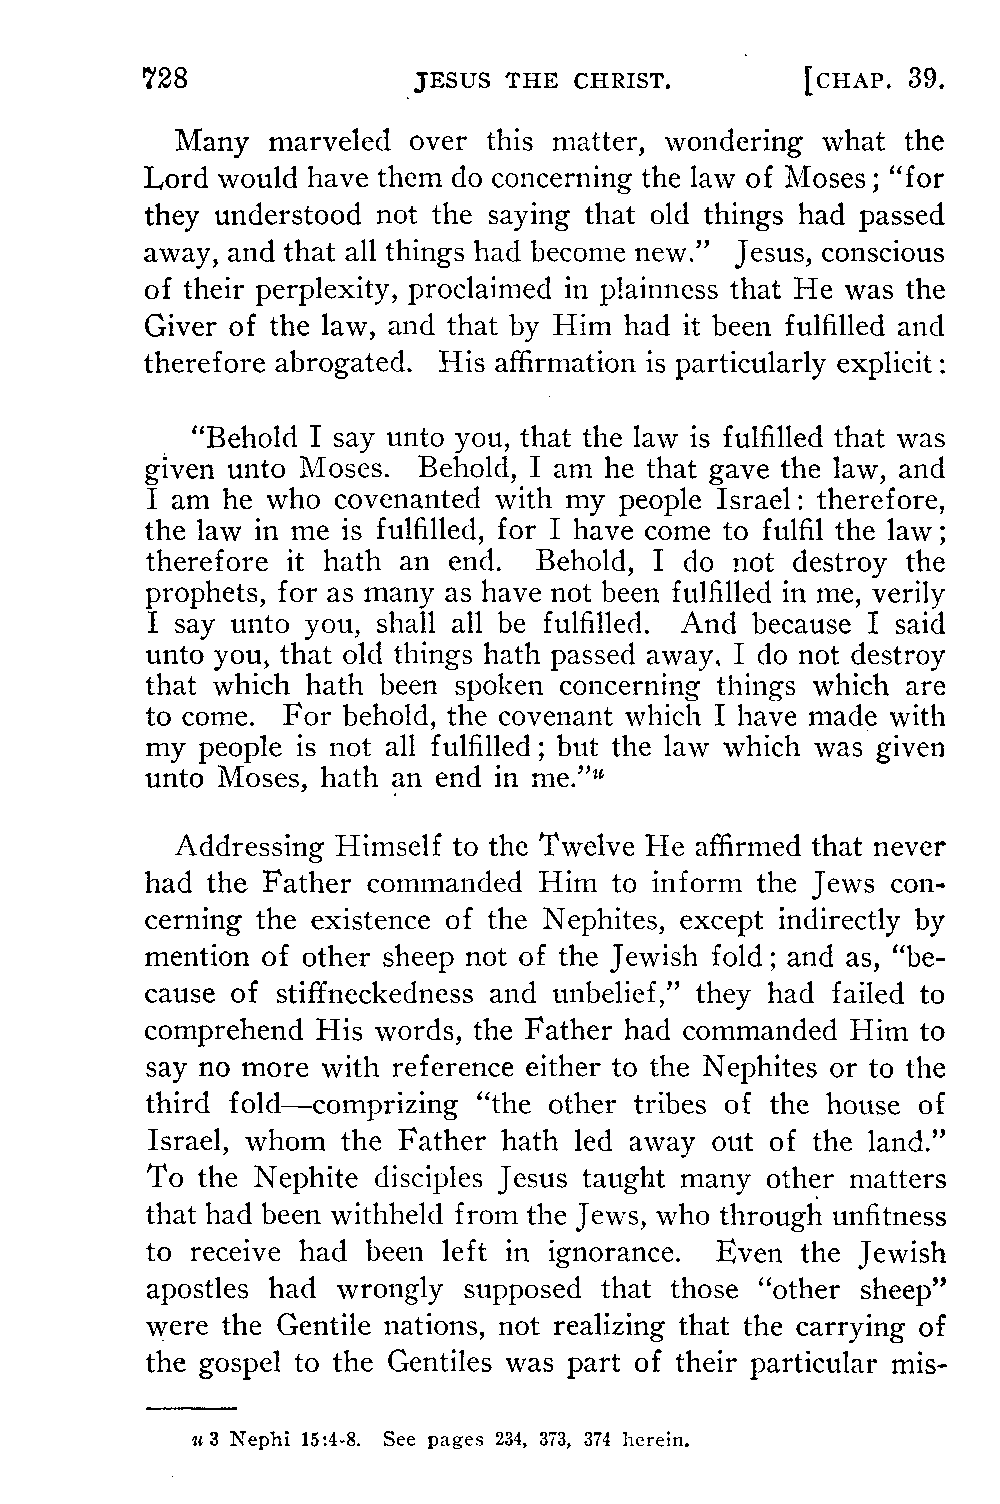 728 JESUS THE CHRIST. [CHAP. 39.
Many marveled over this matter, wondering what the
Lord would have them do concerning the law of Moses; “for
they understood not the saying that old things had passed
away, and that all things had become new.” Jesus, conscious
of their perplexity, proclaimed in plainness that He was the
Giver of the law, and that by Him had it been fulfilled and
therefore abrogated. His affirmation is particularly explicit:
“Behold I say unto you, that the law is fulfilled that was
given unto Moses. Behold, I am he that gave the law, and
I am he who covenanted with my people Israel: therefore,
the law in me is fulfilled, for I have come to fulfil the law;
therefore it hath an end. Behold, I do not destroy the
prophets, for as many as have not been fulfilled in me, verily
I say unto you, shall all be fulfilled. And because I said
unto you, that old things hath passed away, I do not destroy
that which hath been spoken concerning things which are
to come. For behold, the covenant which I have made with
my people is not all fulfilled; but the law which was given
unto Moses, hath an end in me.”u
Addressing Himself to the Twelve He affirmed that never
had the Father commanded Him to inform the Jews con-
cerning the existence of the Nephites, except indirectly by
mention of other sheep not of the Jewish fold; and as, “be-
cause of stiffneckedness and unbelief,” they had failed to
comprehend His words, the Father had commanded Him to
say no more with reference either to the Nephites or to the
third fold—comprizing “the other tribes of the house of
Israel, whom the Father hath led away out of the land.”
To the Nephite disciples Jesus taught many other matters
that had been withheld from the Jews, who through unfitness
to receive had been left in ignorance. Even the Jewish
apostles had wrongly supposed that those “other sheep”
were the Gentile nations, not realizing that the carrying of
the gospel to the Gentiles was part of their particular mis-
u 3 Nephi 15:4-8. See pages 234, 373, 374 herein.